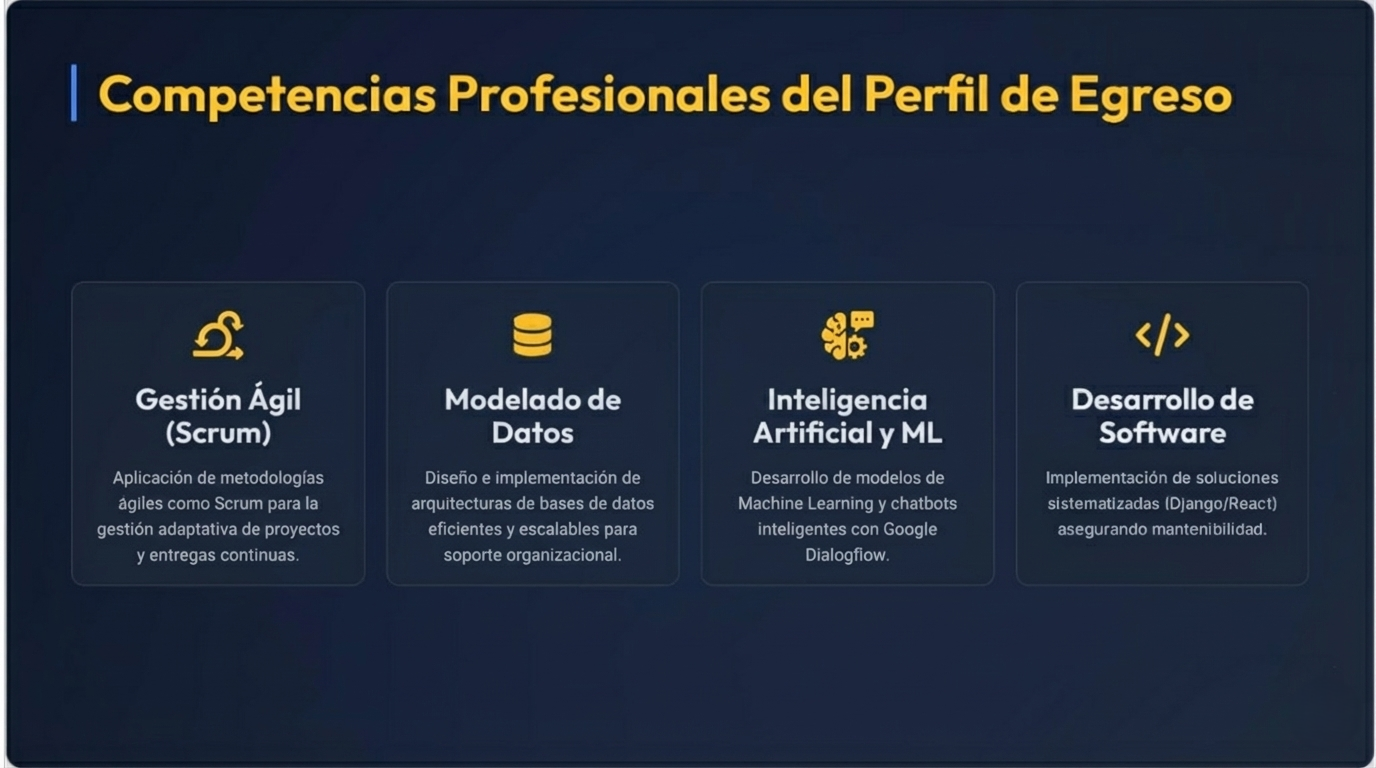 Competencias Profesionales del Perfil de Egreso
Gestión Ágil
(Scrum)
Aplicación de metodologías
ágiles como Scrum para la
gestión adaptativa de proyectos
y entregas continuas.
Modelado de
Datos
Diseño e implementación de
arquitecturas de bases de datos
eficientes y escalables para
soporte organizacional.
Inteligencia
Artificial y ML
Desarrollo de modelos de
Machine Learning y chatbots
inteligentes con Google
Dialogflow.
Desarrollo de
Software
Implementación de soluciones
sistematizadas (Django/React)
asegurando mantenibilidad.